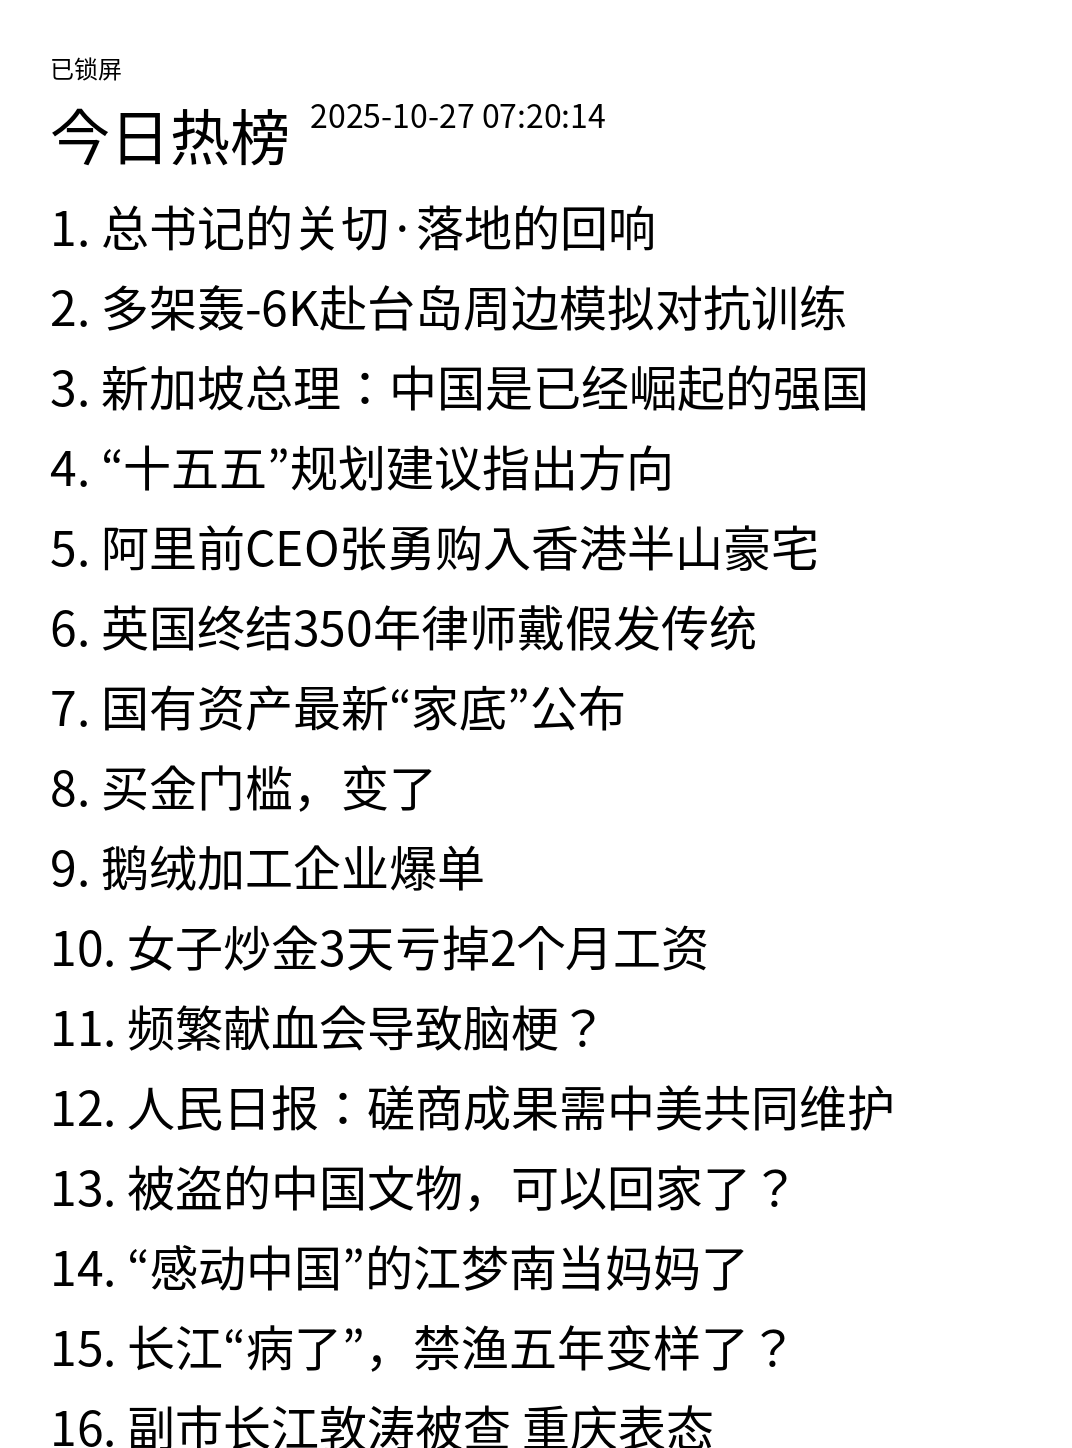 已锁屏
今日热榜 2025-10-27 07:20:14
1. 总书记的关切·落地的回响
2. 多架轰-6K赴台岛周边模拟对抗训练
3. 新加坡总理：中国是已经崛起的强国
4. “十五五”规划建议指出方向
5. 阿里前CEO张勇购入香港半山豪宅
6. 英国终结350年律师戴假发传统
7. 国有资产最新“家底”公布
8. 买金门槛，变了
9. 鹅绒加工企业爆单
10. 女子炒金3天亏掉2个月工资
11. 频繁献血会导致脑梗？
12. 人民日报：磋商成果需中美共同维护
13. 被盗的中国文物，可以回家了？
14. “感动中国”的江梦南当妈妈了
15. 长江“病了”，禁渔五年变样了？
16. 副市长江敦涛被查 重庆表态